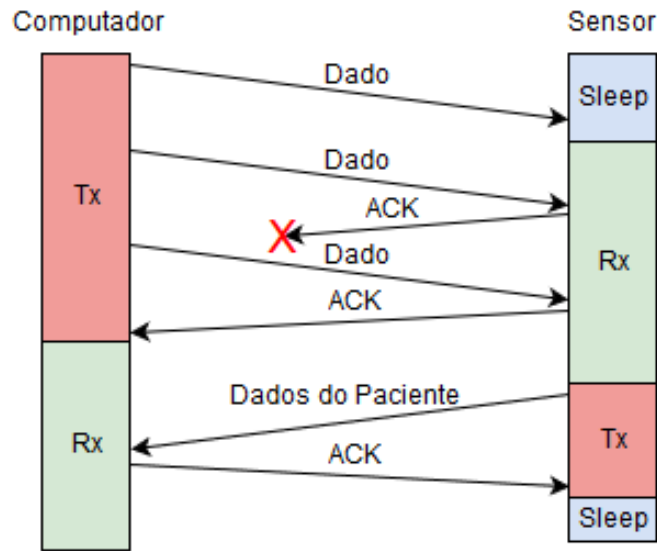 Computador
Sensor
Dado
Sleep
Dado
Tx
ACK
X
Dado
Rx
ACK
Dados do Paciente
Rx
Tx
ACK
Sleep